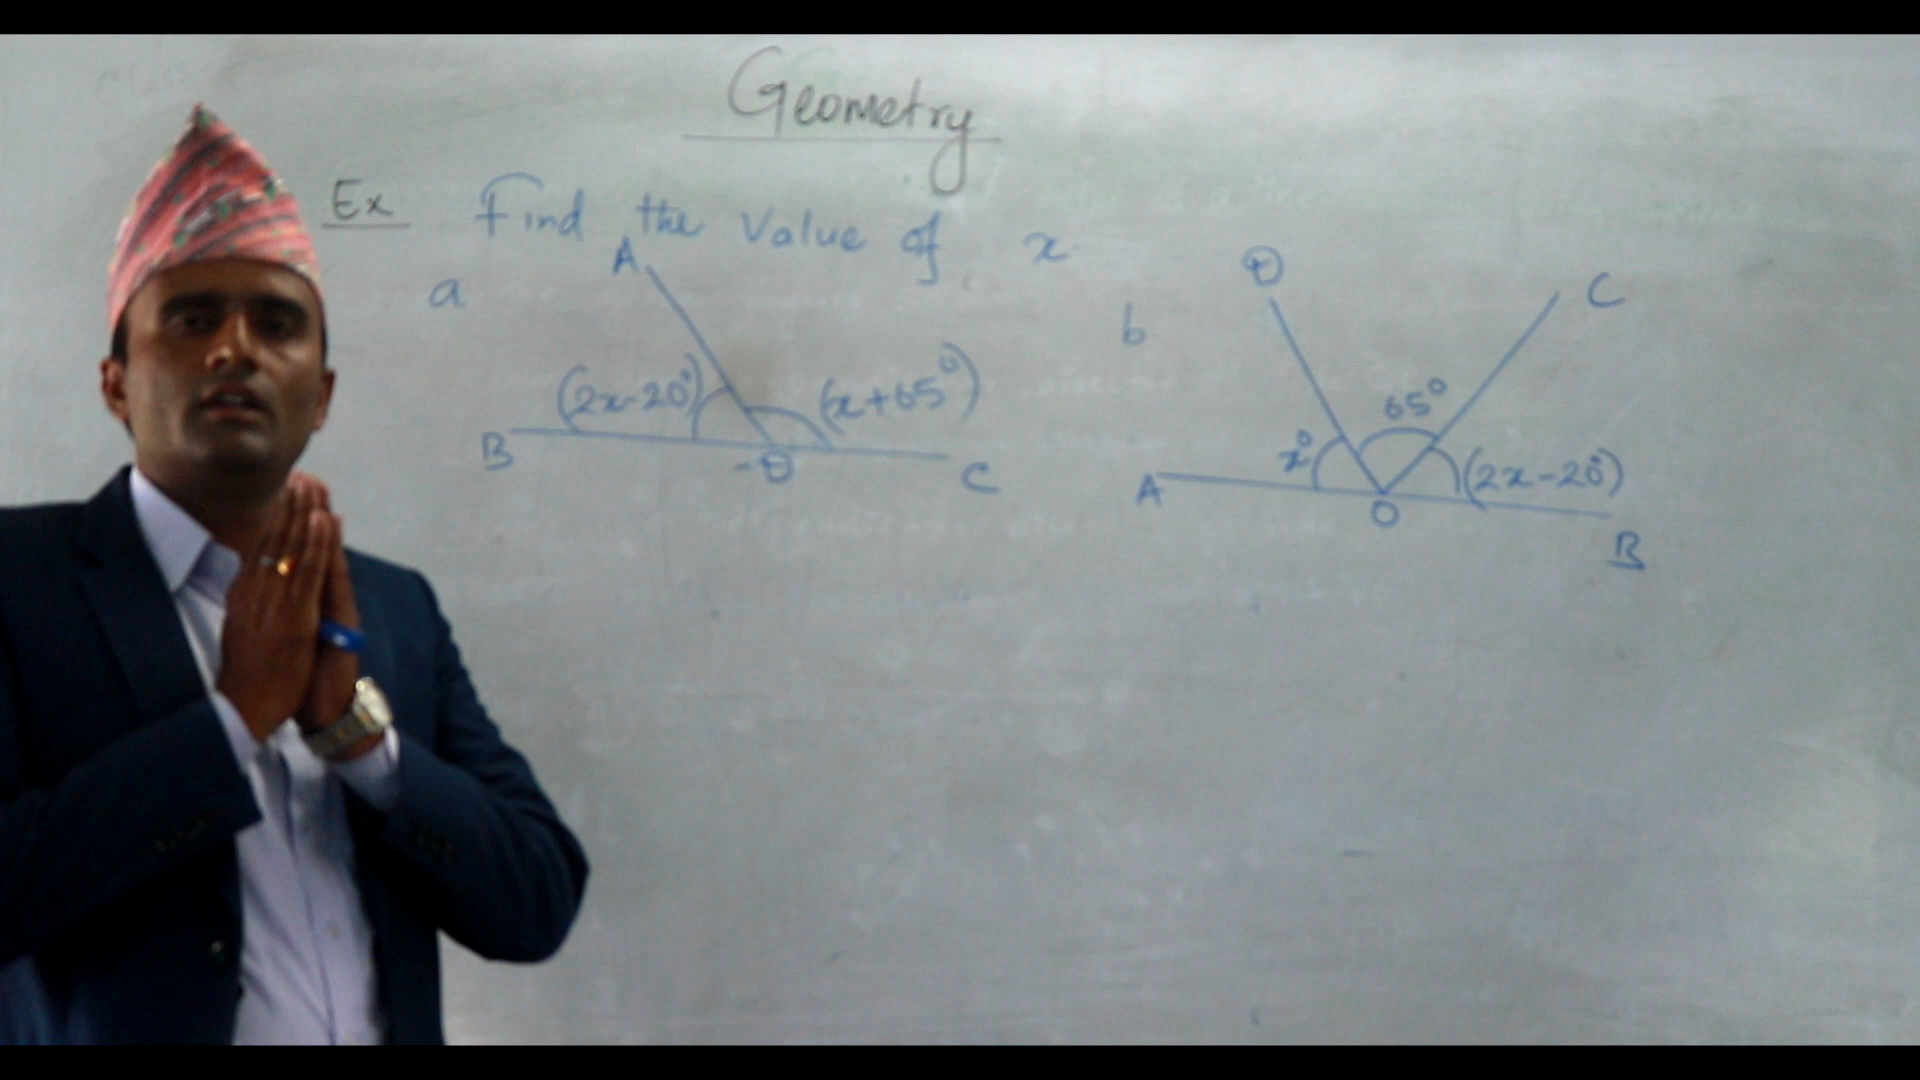 Geometry
Ex Find the Value of x.
a
A
(2x-20°) (x+65°)
B O C
b
D C
65°
x° (2x-20°)
A O B